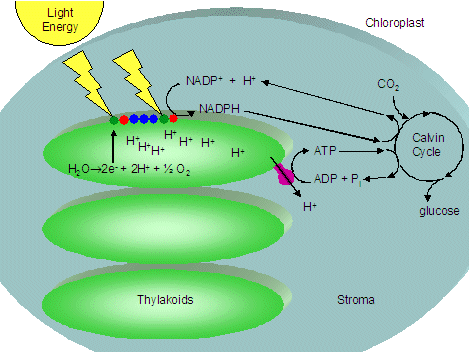 Light
Energy
Chloroplast
NADP⁺ + H⁺
CO₂
NADPH
H⁺
H⁺
H⁺
H⁺
H⁺
H⁺
ATP
Calvin
Cycle
H₂O→2e⁻ + 2H⁺ + ½ O₂
ADP + Pᵢ
H⁺
glucose
Thylakoids
Stroma